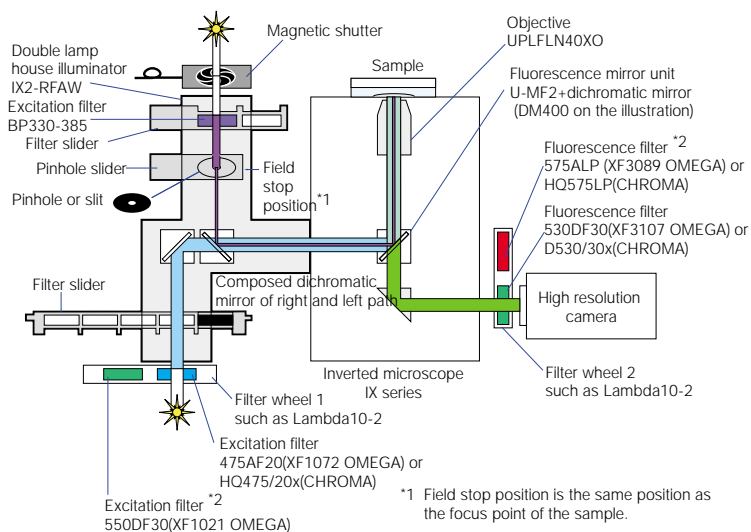 Magnetic shutter
Double lamp
house illuminator
IX2-RFAW
Excitation filter
BP330-385
Filter slider
Pinhole slider
Pinhole or slit
Field
stop
position*1
Sample
Objective
UPLFLN40XO
Fluorescence mirror unit
U-MF2+dichromatic mirror
(DM400 on the illustration)
Fluorescence filter *2
575ALP (XF3089 OMEGA) or
HQ575LP(CHROMA)
Fluorescence filter
530DF30(XF3107 OMEGA) or
D530/30x(CHROMA)
Composed dichromatic
mirror of right and left path
Filter slider
High resolution
camera
Inverted microscope
IX series
Filter wheel 2
such as Lambda10-2
Filter wheel 1
such as Lambda10-2
Excitation filter
475AF20(XF1072 OMEGA) or
HQ475/20x(CHROMA)
Excitation filter *2
550DF30(XF1021 OMEGA)
*1 Field stop position is the same position as
the focus point of the sample.